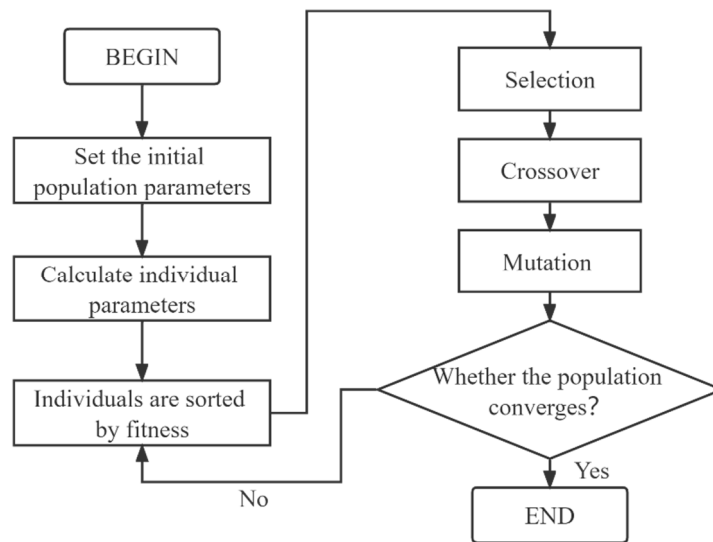 BEGIN
Set the initial
population parameters
Calculate individual
parameters
Individuals are sorted
by fitness
Selection
Crossover
Mutation
Whether the population
converges?
No
Yes
END